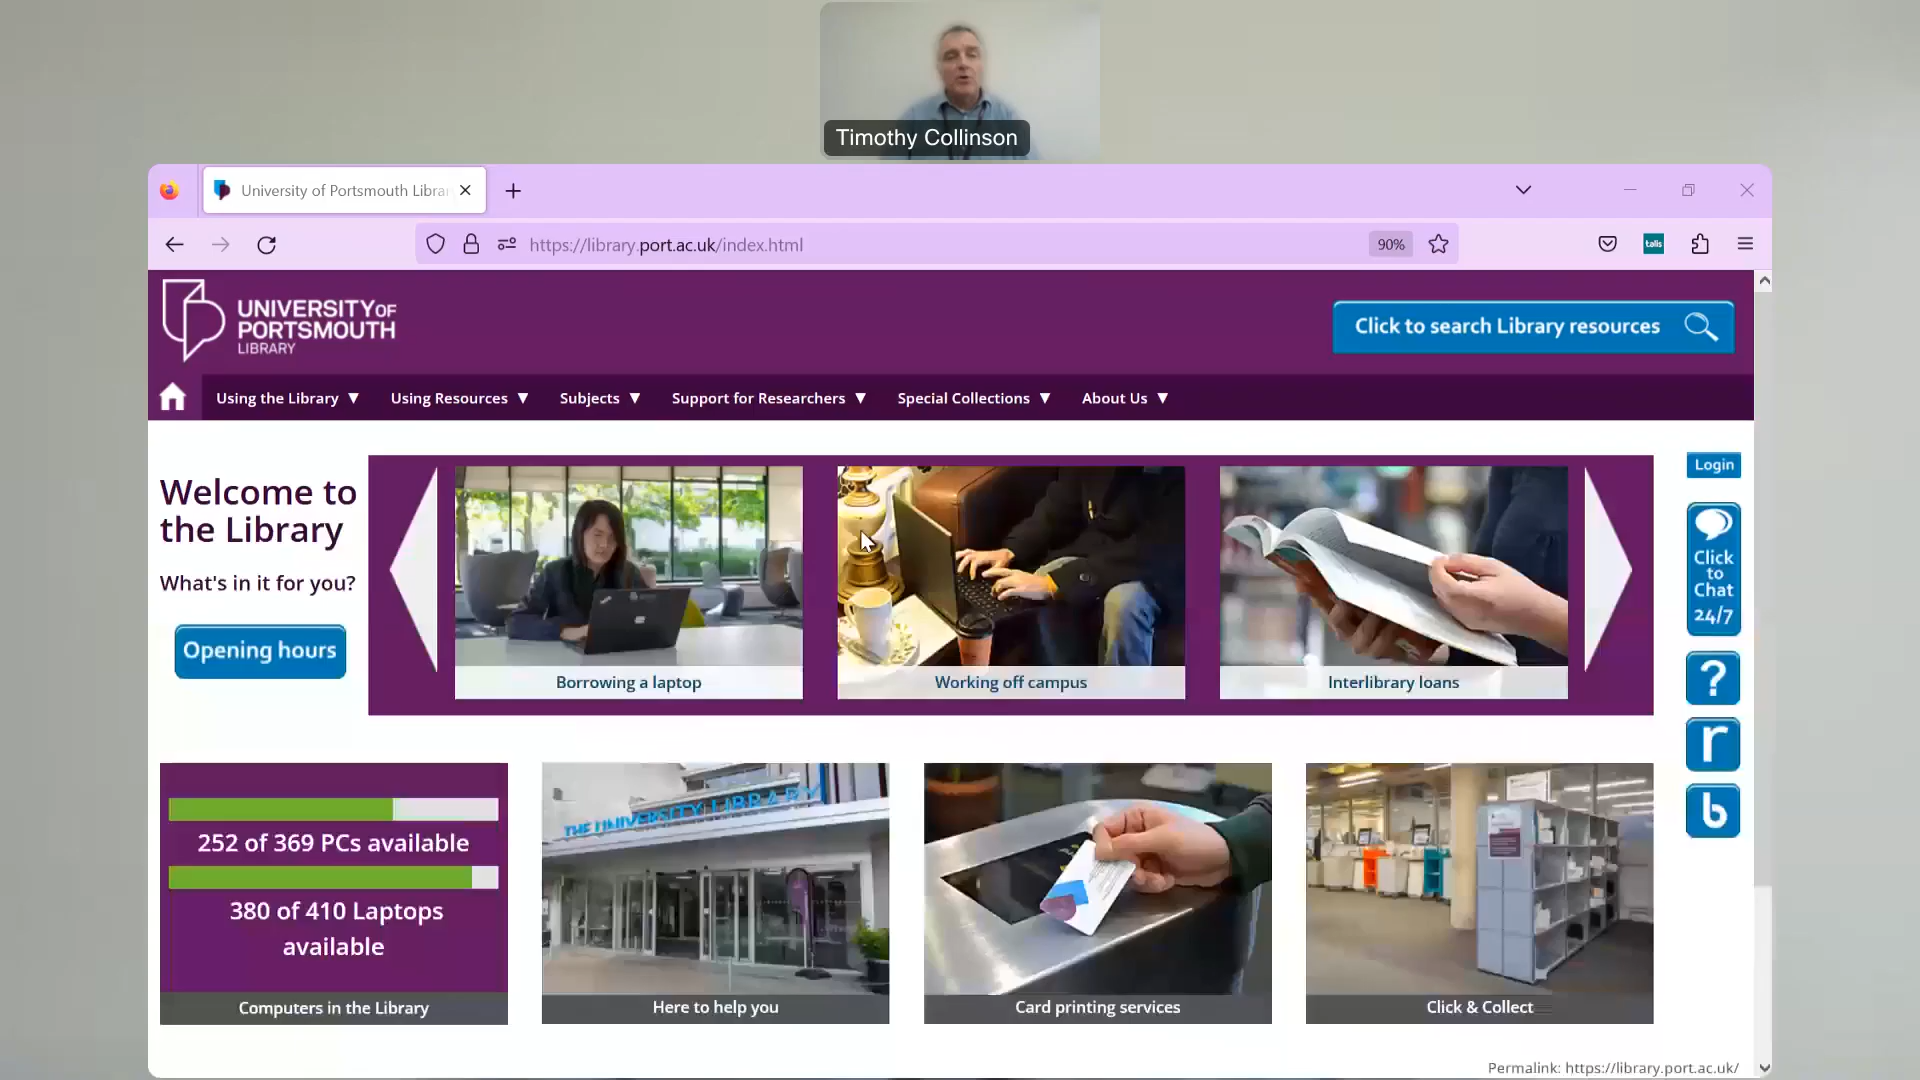 Timothy Collinson
University of Portsmouth Librar
https://library.port.ac.uk/index.html
90%
talis
UNIVERSITY OF
PORTSMOUTH
LIBRARY
Click to search Library resources
Using the Library ▼ Using Resources ▼ Subjects ▼ Support for Researchers ▼ Special Collections ▼ About Us ▼
Welcome to
the Library
What's in it for you?
Opening hours
Borrowing a laptop
Working off campus
Interlibrary loans
Login
Click
to
Chat
24/7
?
r
b
252 of 369 PCs available
380 of 410 Laptops
available
Computers in the Library
THE UNIVERSITY LIBRARY
Here to help you
Card printing services
Click & Collect
Permalink: https://library.port.ac.uk/